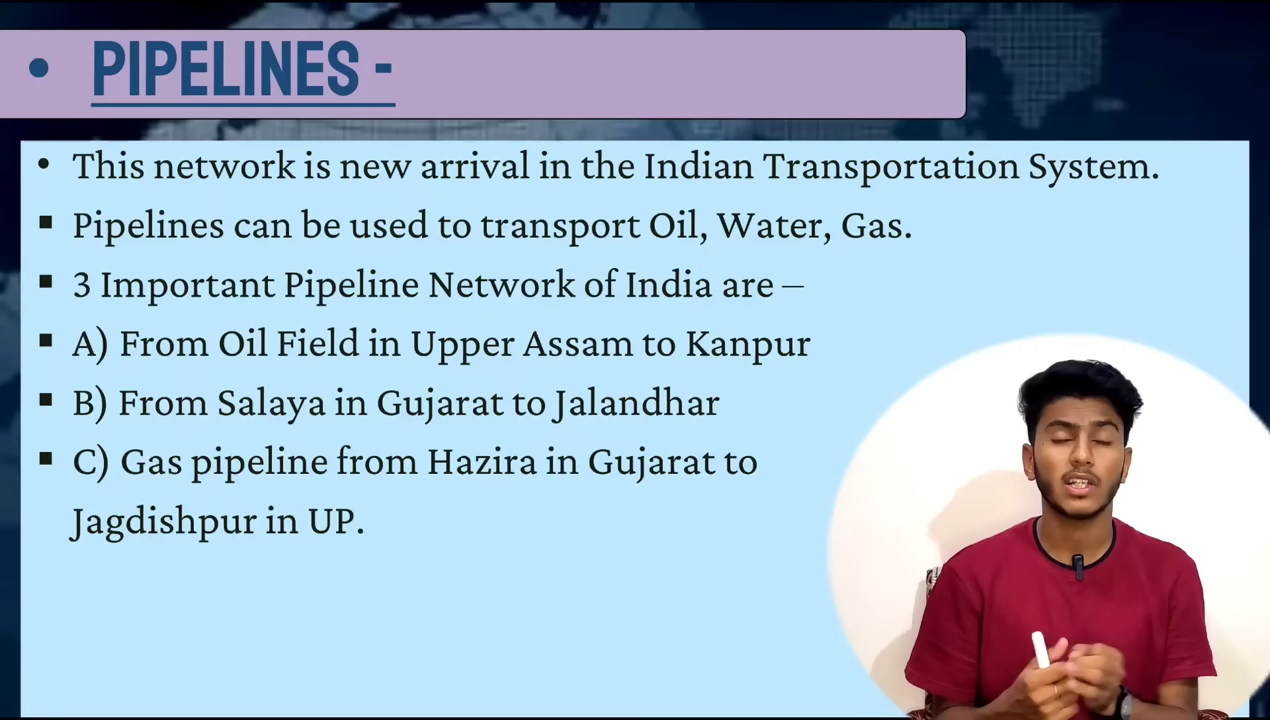 • PIPELINES -
• This network is new arrival in the Indian Transportation System.
▪ Pipelines can be used to transport Oil, Water, Gas.
▪ 3 Important Pipeline Network of India are –
▪ A) From Oil Field in Upper Assam to Kanpur
▪ B) From Salaya in Gujarat to Jalandhar
▪ C) Gas pipeline from Hazira in Gujarat to
Jagdishpur in UP.